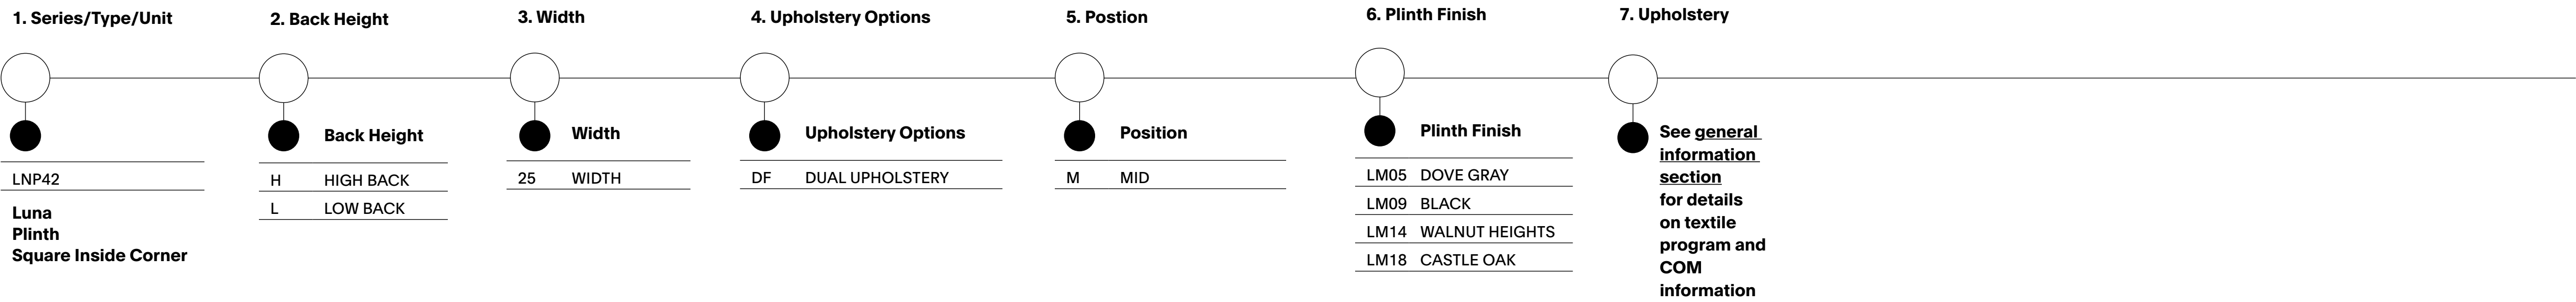 1. Series/Type/Unit
LNP42
Luna
Plinth
Square Inside Corner
2. Back Height
Back Height
H HIGH BACK
L LOW BACK
3. Width
Width
25 WIDTH
4. Upholstery Options
Upholstery Options
DF DUAL UPHOLSTERY
5. Postion
Position
M MID
6. Plinth Finish
Plinth Finish
LM05 DOVE GRAY
LM09 BLACK
LM14 WALNUT HEIGHTS
LM18 CASTLE OAK
7. Upholstery
See general
information
section
for details
on textile
program and
COM
information